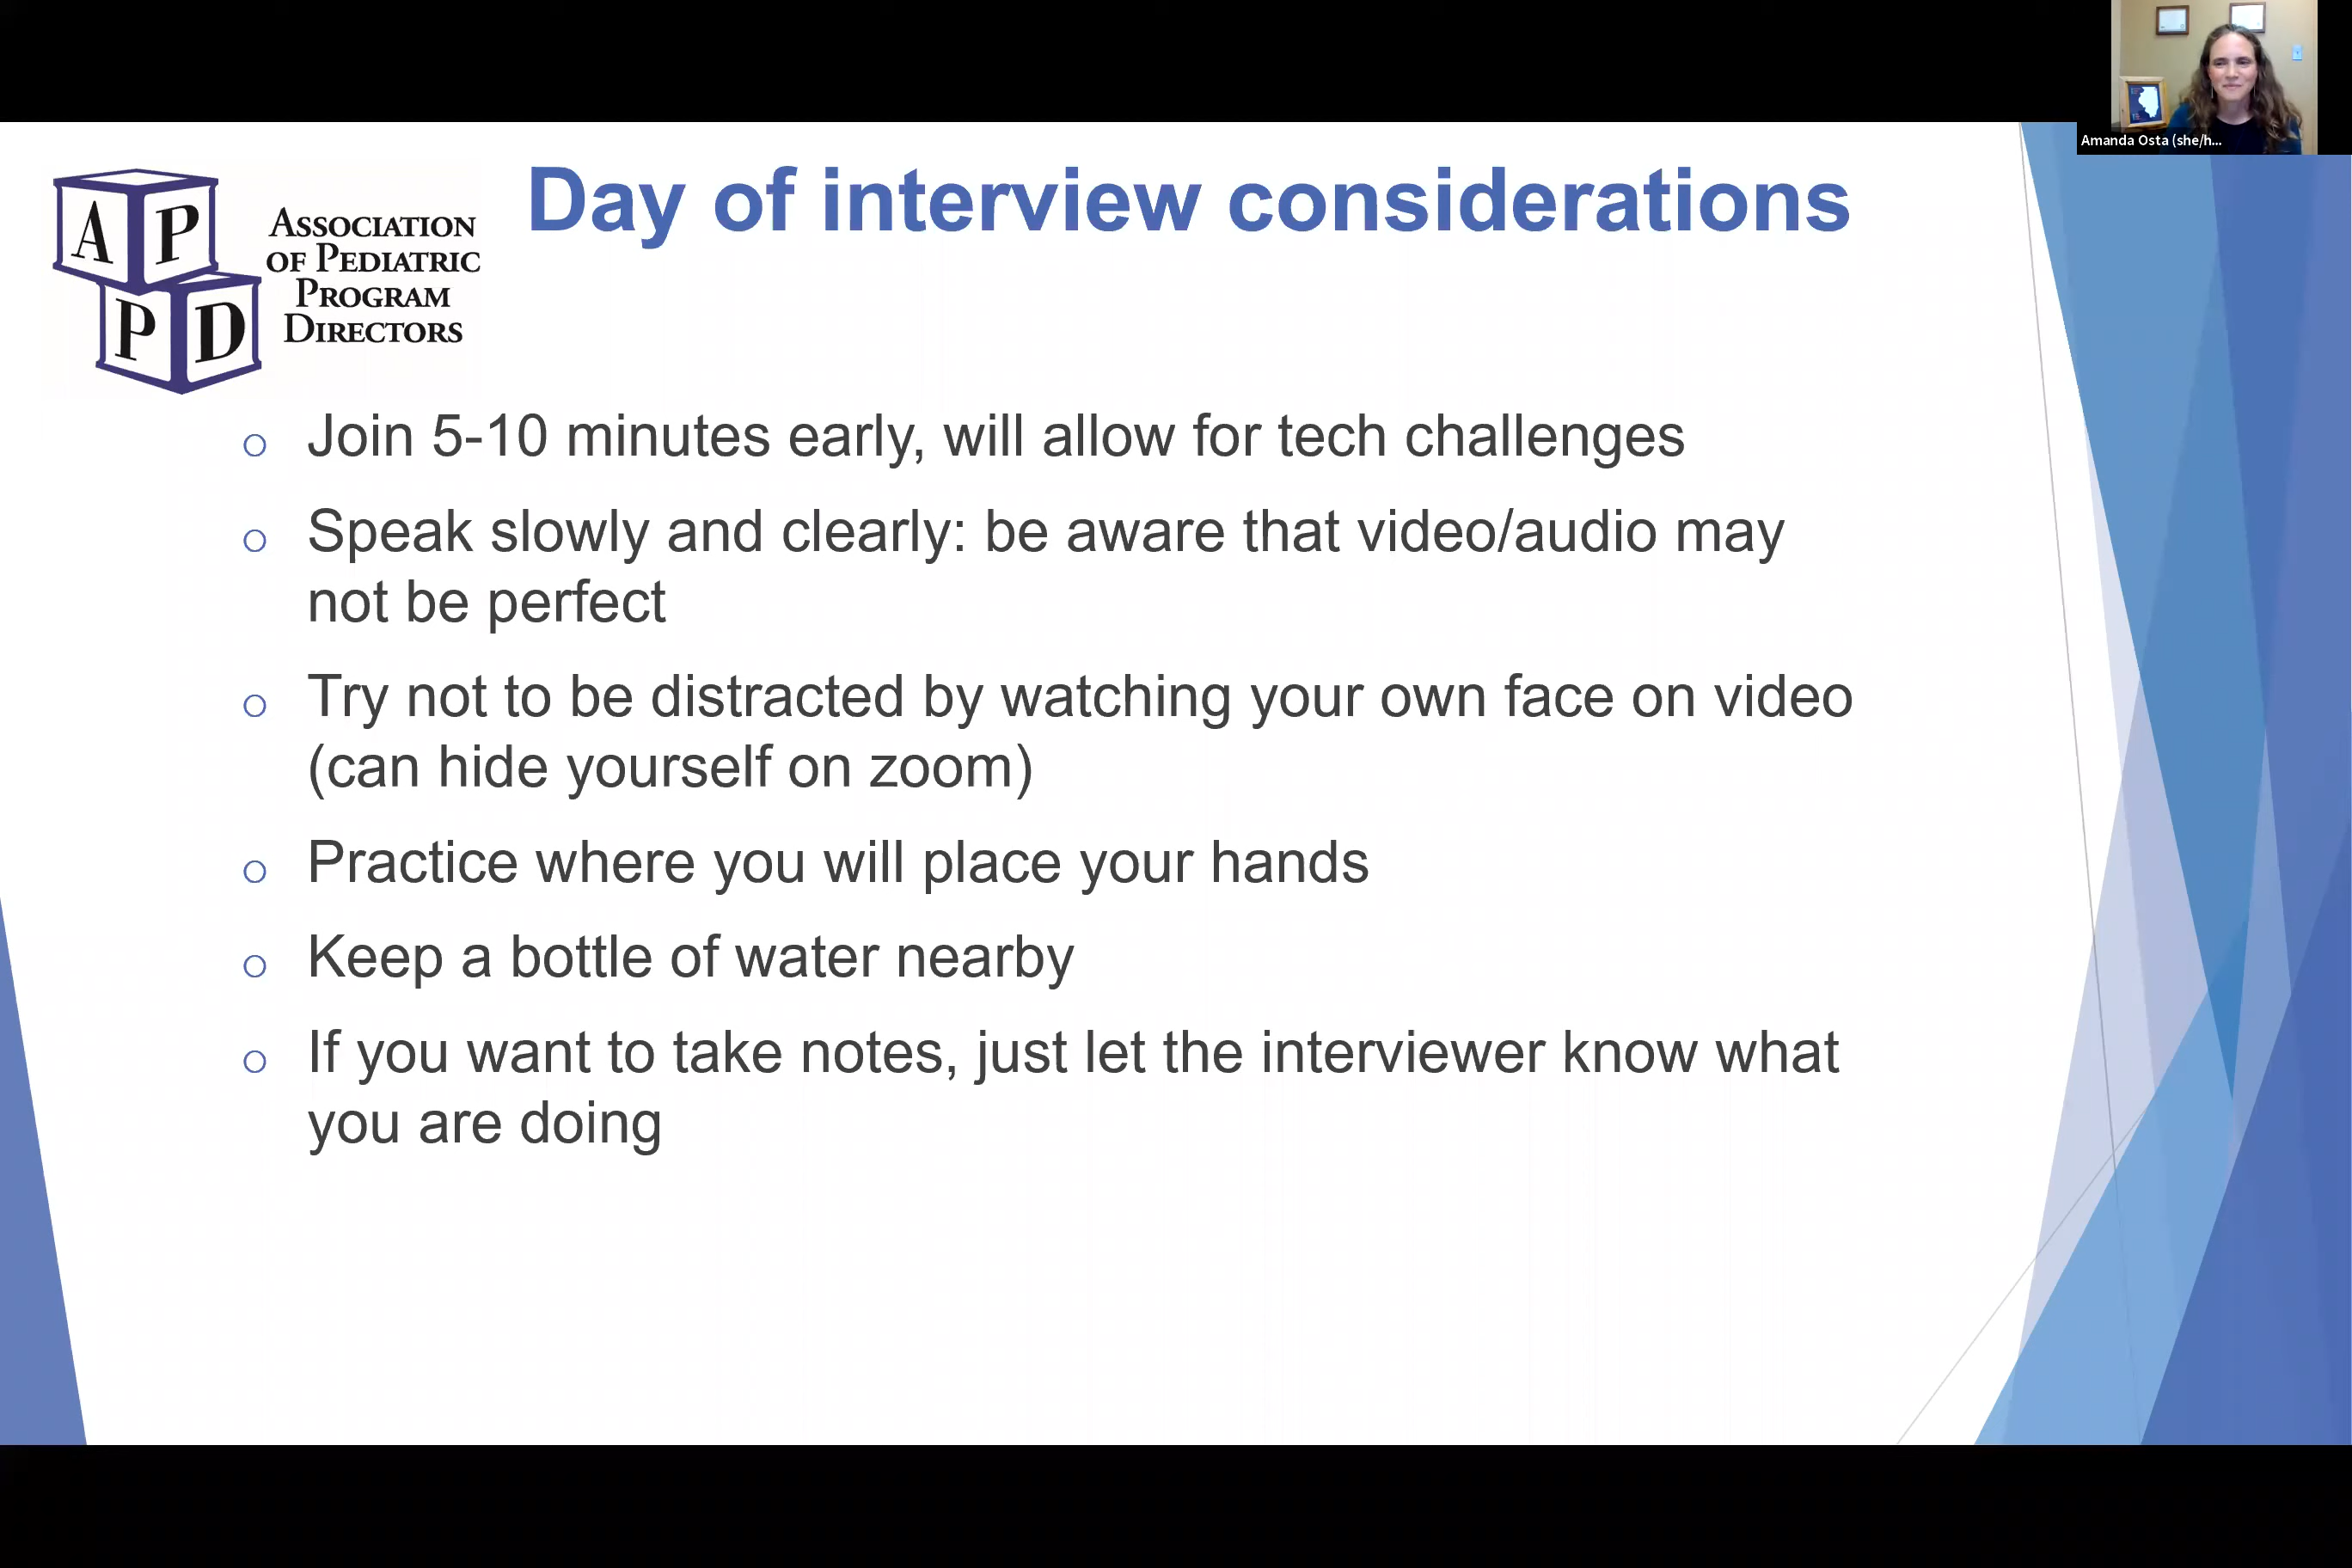 Amanda Osta (she/h...
Day of interview considerations
A P
P D
ASSOCIATION
OF PEDIATRIC
PROGRAM
DIRECTORS
Join 5-10 minutes early, will allow for tech challenges
Speak slowly and clearly: be aware that video/audio may
not be perfect
Try not to be distracted by watching your own face on video
(can hide yourself on zoom)
Practice where you will place your hands
Keep a bottle of water nearby
If you want to take notes, just let the interviewer know what
you are doing